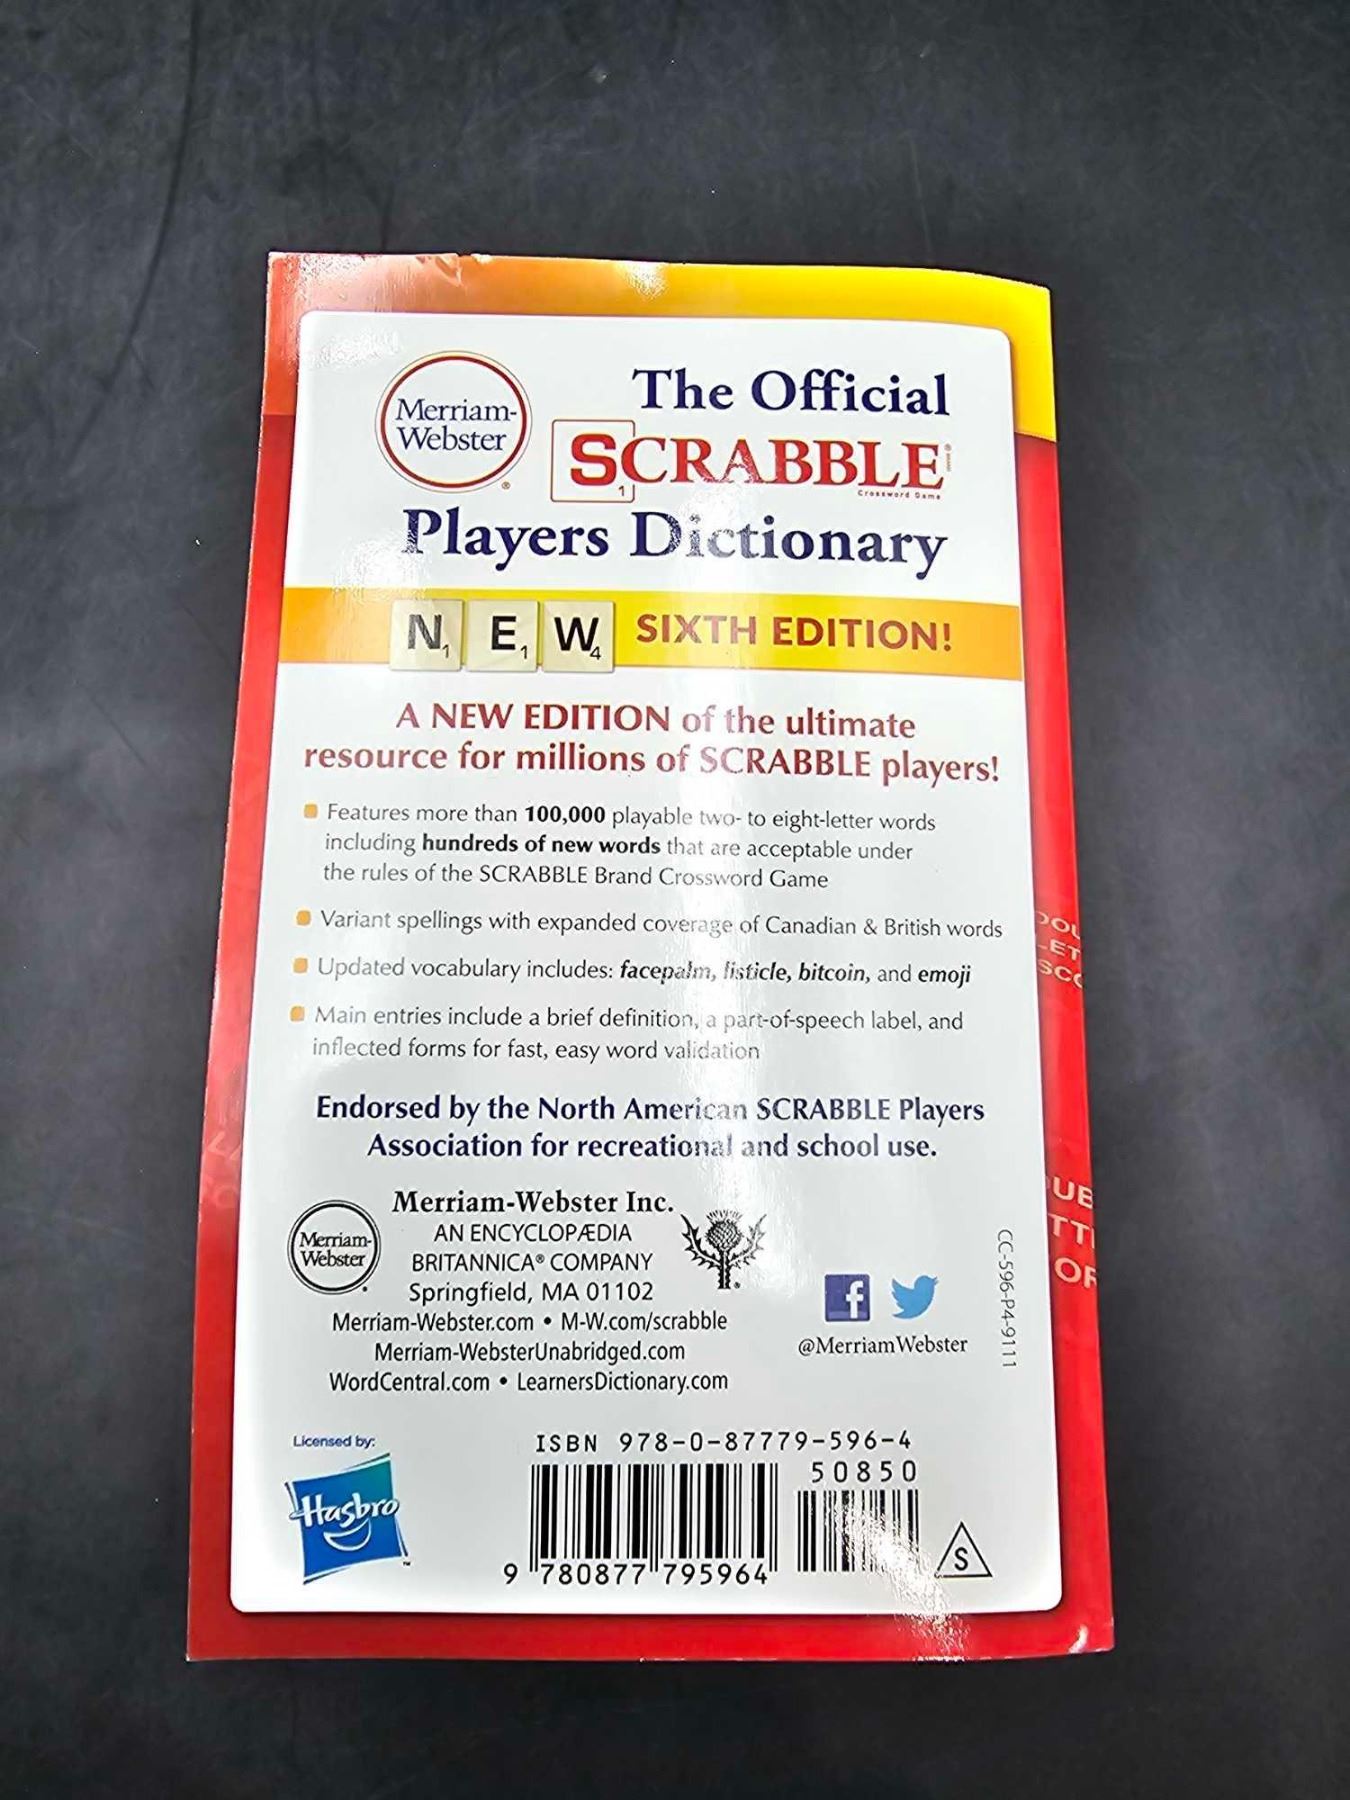 Merriam-
Webster
®
The Official
SCRABBLE
1
Crossword Game
Players Dictionary
N1 E1 W4 SIXTH EDITION!
A NEW EDITION of the ultimate
resource for millions of SCRABBLE players!
Features more than 100,000 playable two- to eight-letter words
including hundreds of new words that are acceptable under
the rules of the SCRABBLE Brand Crossword Game
Variant spellings with expanded coverage of Canadian & British words
Updated vocabulary includes: facepalm, listicle, bitcoin, and emoji
Main entries include a brief definition, a part-of-speech label, and
inflected forms for fast, easy word validation
Endorsed by the North American SCRABBLE Players
Association for recreational and school use.
Merriam-
Webster
Merriam-Webster Inc.
AN ENCYCLOPÆDIA
BRITANNICA® COMPANY
Springfield, MA 01102
Merriam-Webster.com • M-W.com/scrabble
Merriam-WebsterUnabridged.com
WordCentral.com • LearnersDictionary.com
f
@MerriamWebster
CC-596-P4-9111
Licensed by:
Hasbro
™
ISBN 978-0-87779-596-4
50850
9 780877 795964
S